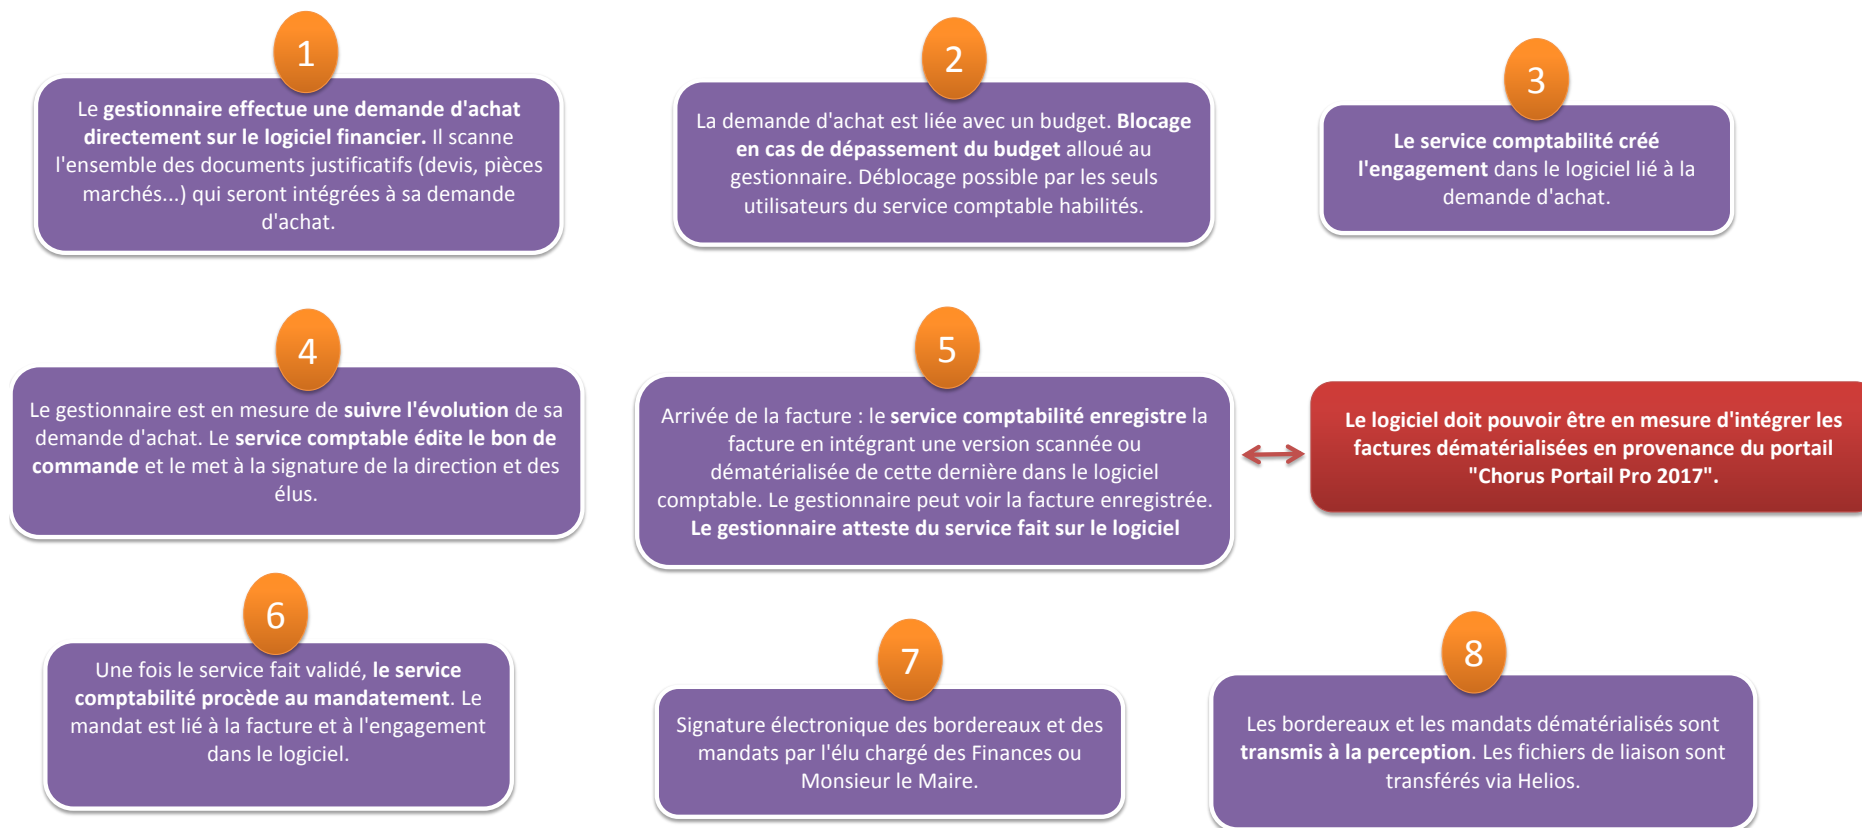 1
Le gestionnaire effectue une demande d'achat
directement sur le logiciel financier. Il scanne
l'ensemble des documents justificatifs (devis, pièces
marchés...) qui seront intégrées à sa demande
d'achat.
2
La demande d'achat est liée avec un budget. Blocage
en cas de dépassement du budget alloué au
gestionnaire. Déblocage possible par les seuls
utilisateurs du service comptable habilités.
3
Le service comptabilité créé
l'engagement dans le logiciel lié à la
demande d'achat.
4
Le gestionnaire est en mesure de suivre l'évolution de sa
demande d'achat. Le service comptable édite le bon de
commande et le met à la signature de la direction et des
élus.
5
Arrivée de la facture : le service comptabilité enregistre la
facture en intégrant une version scannée ou
dématérialisée de cette dernière dans le logiciel
comptable. Le gestionnaire peut voir la facture enregistrée.
Le gestionnaire atteste du service fait sur le logiciel
Le logiciel doit pouvoir être en mesure d'intégrer les
factures dématérialisées en provenance du portail
"Chorus Portail Pro 2017".
6
Une fois le service fait validé, le service
comptabilité procède au mandatement. Le
mandat est lié à la facture et à l'engagement
dans le logiciel.
7
Signature électronique des bordereaux et des
mandats par l'élu chargé des Finances ou
Monsieur le Maire.
8
Les bordereaux et les mandats dématérialisés sont
transmis à la perception. Les fichiers de liaison sont
transférés via Helios.